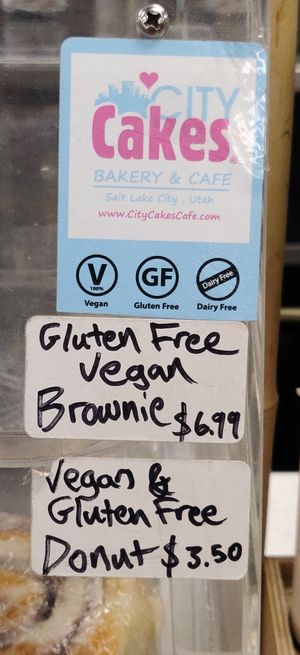 CITY
Cakes
BAKERY & CAFE
Salt Lake City, Utah
www.CityCakesCafe.com
V
100%
Vegan
GF
Gluten Free
Dairy Free
Dairy Free
Gluten Free
Vegan
Brownie $6.99
Vegan &
Gluten Free
Donut $3.50